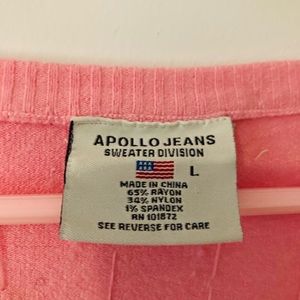 APOLLO JEANS
SWEATER DIVISION
L
MADE IN CHINA
65% RAYON
34% NYLON
1% SPANDEX
RN 101872
SEE REVERSE FOR CARE